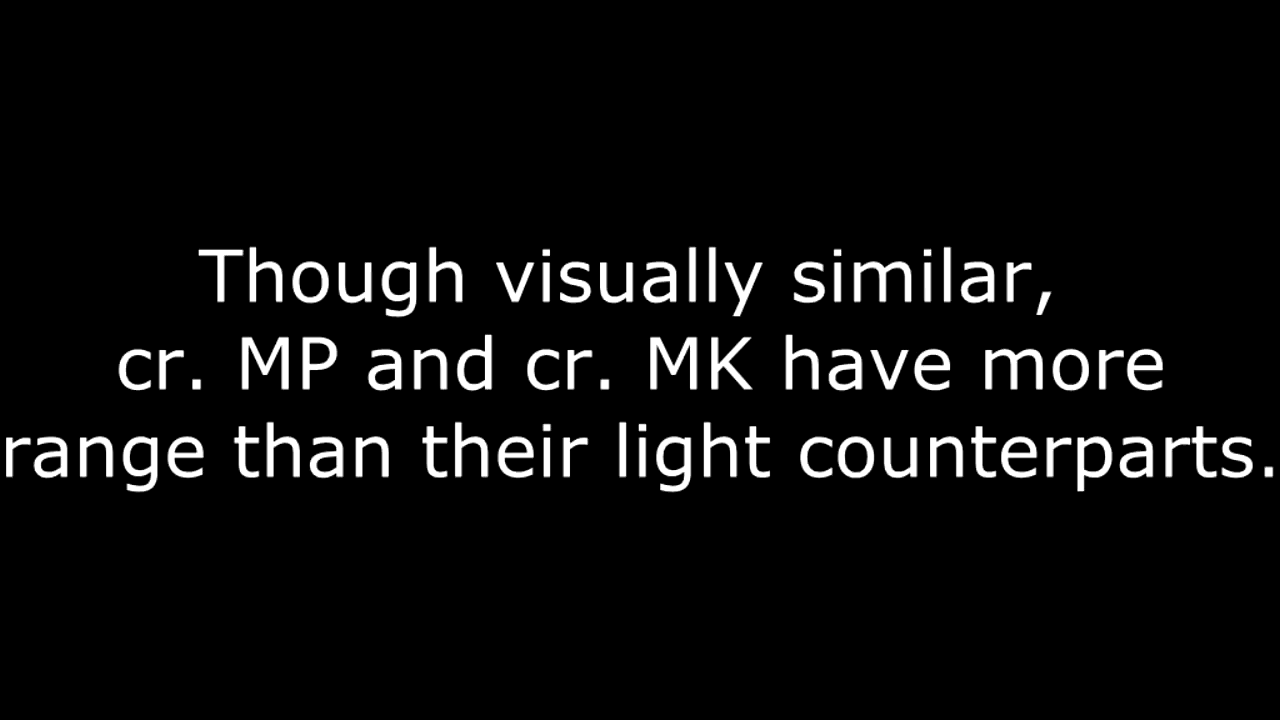 Though visually similar,
cr. MP and cr. MK have more
range than their light counterparts.